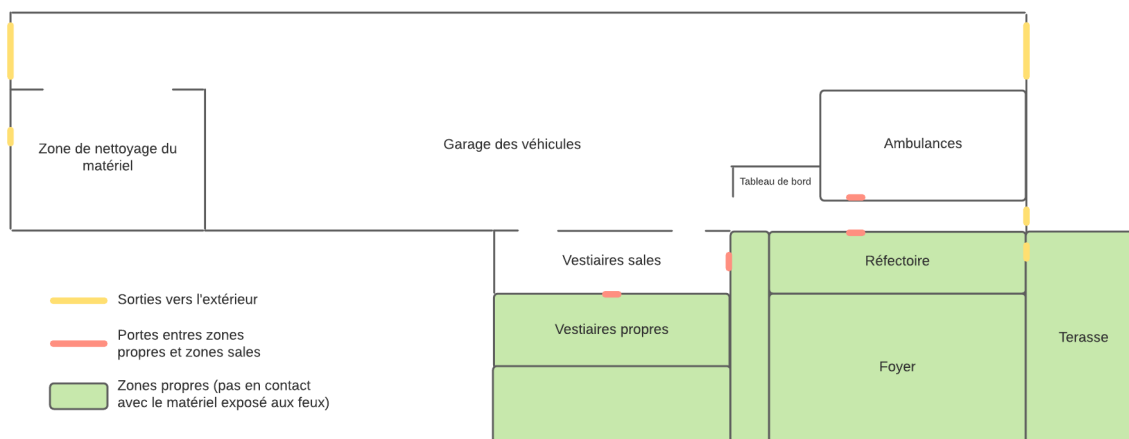 Zone de nettoyage du
matériel
Garage des véhicules
Ambulances
Tableau de bord
Vestiaires sales
Réfectoire
Vestiaires propres
Terasse
Foyer
Sorties vers l'extérieur
Portes entres zones
propres et zones sales
Zones propres (pas en contact
avec le matériel exposé aux feux)